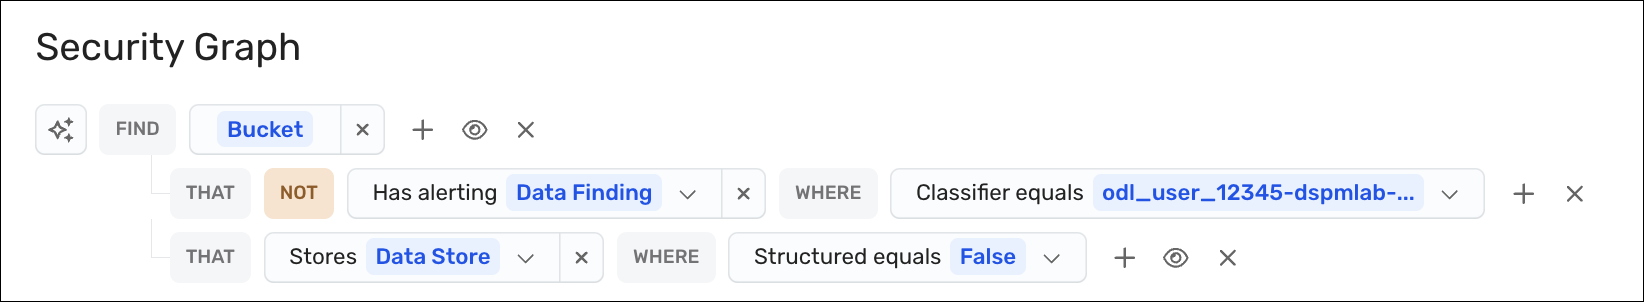 Security Graph
FIND Bucket
THAT NOT Has alerting Data Finding WHERE Classifier equals odl_user_12345-dspmlab-...
THAT Stores Data Store WHERE Structured equals False